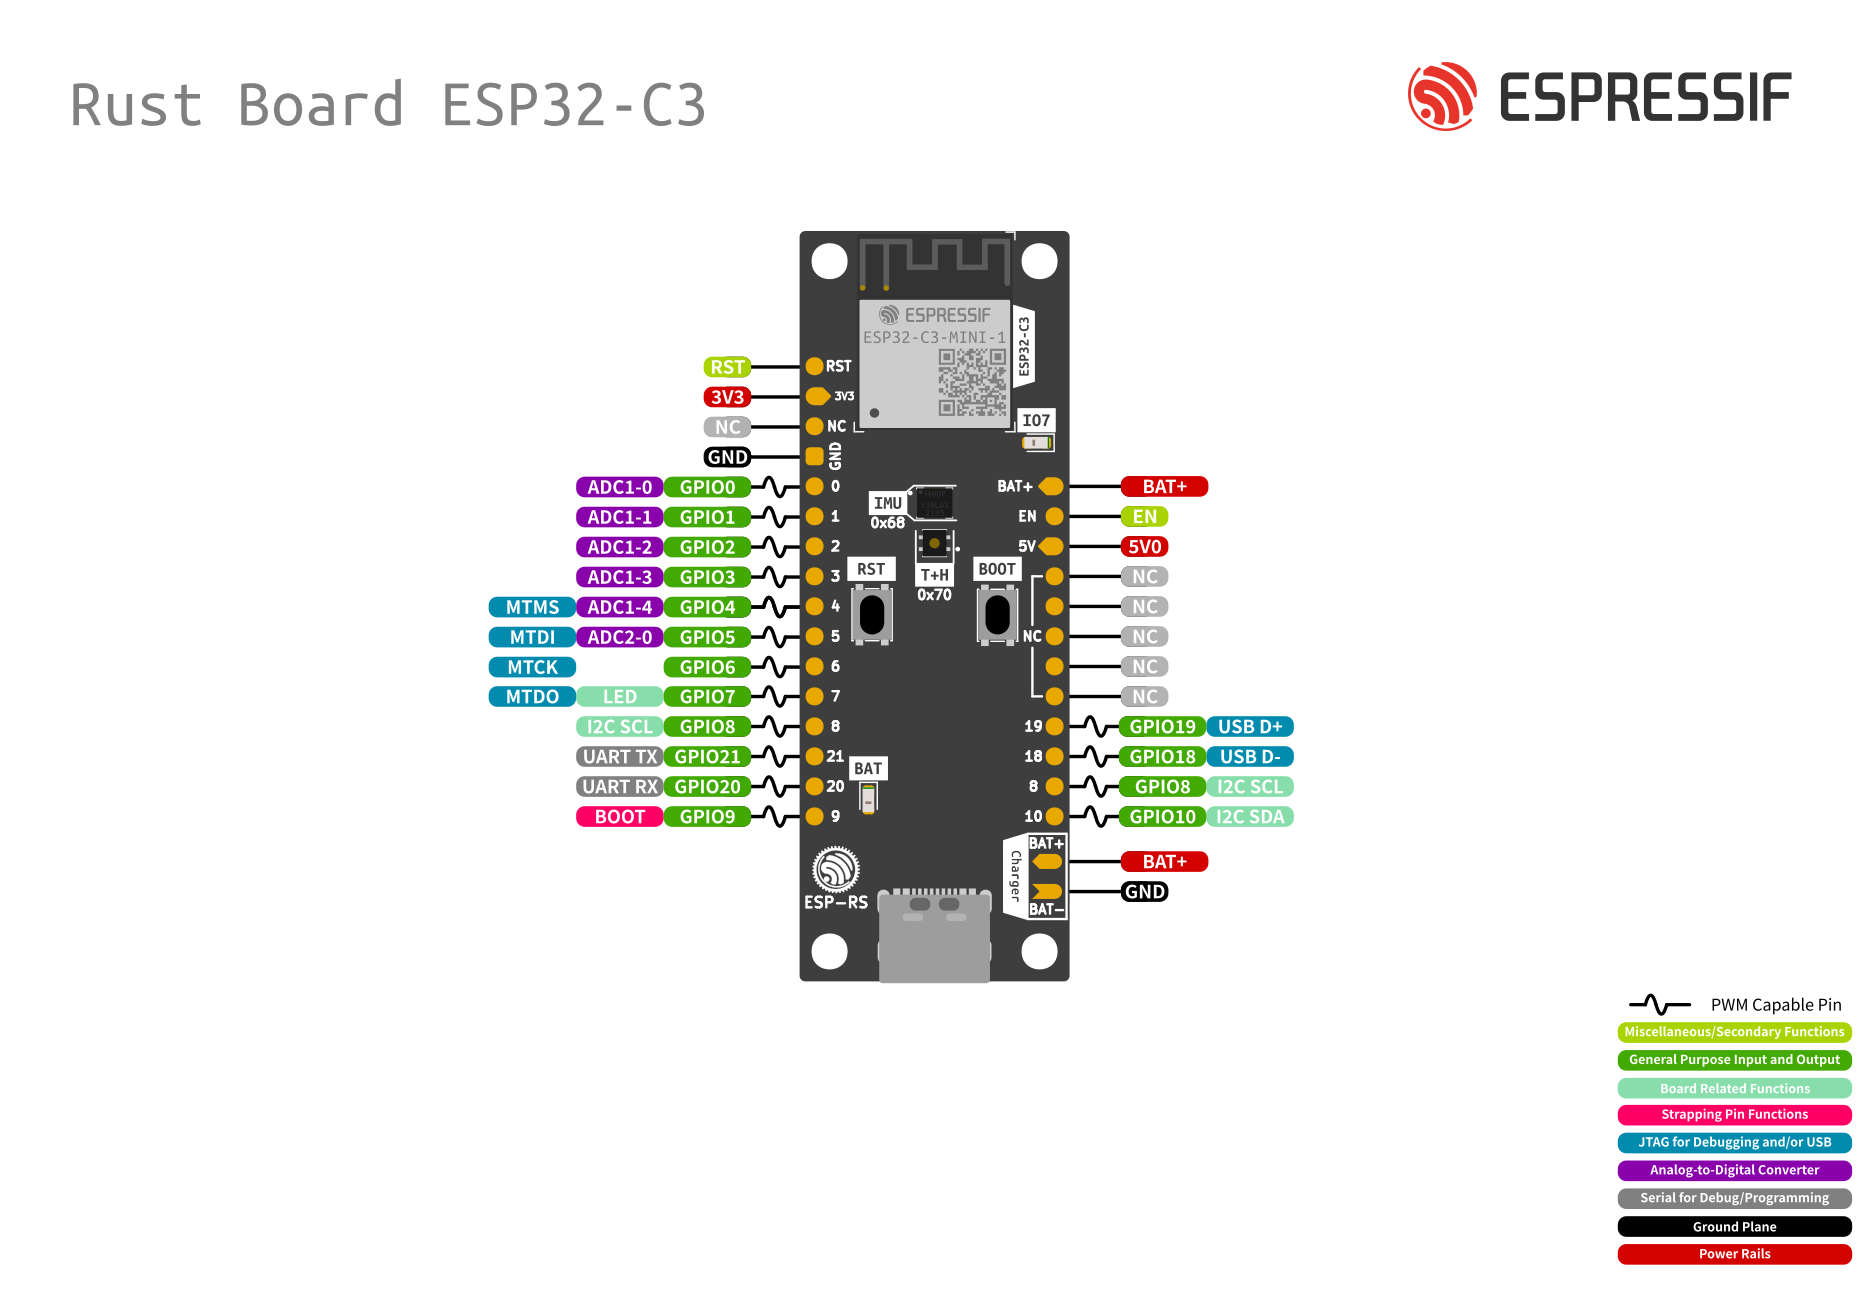 Rust Board ESP32-C3
ESPRESSIF
ESPRESSIF
ESP32-C3-MINI-1
ESP32-C3
RST RST
3V3 3V3
NC NC
IO7
GND GND
ADC1-0 GPIO0 0
BAT+ BAT+
ADC1-1 GPIO1 1
IMU
0x68
EN EN
ADC1-2 GPIO2 2
5V 5V0
ADC1-3 GPIO3 3
RST
T+H
0x70
BOOT
NC
MTMS ADC1-4 GPIO4 4
NC
MTDI ADC2-0 GPIO5 5
NC NC
MTCK GPIO6 6
NC
MTDO LED GPIO7 7
NC
I2C SCL GPIO8 8
19 GPIO19 USB D+
UART TX GPIO21 21
18 GPIO18 USB D-
BAT
UART RX GPIO20 20
8 GPIO8 I2C SCL
BOOT GPIO9 9
10 GPIO10 I2C SDA
BAT+
Charger
BAT+
GND
BAT-
ESP-RS
PWM Capable Pin
Miscellaneous/Secondary Functions
General Purpose Input and Output
Board Related Functions
Strapping Pin Functions
JTAG for Debugging and/or USB
Analog-to-Digital Converter
Serial for Debug/Programming
Ground Plane
Power Rails